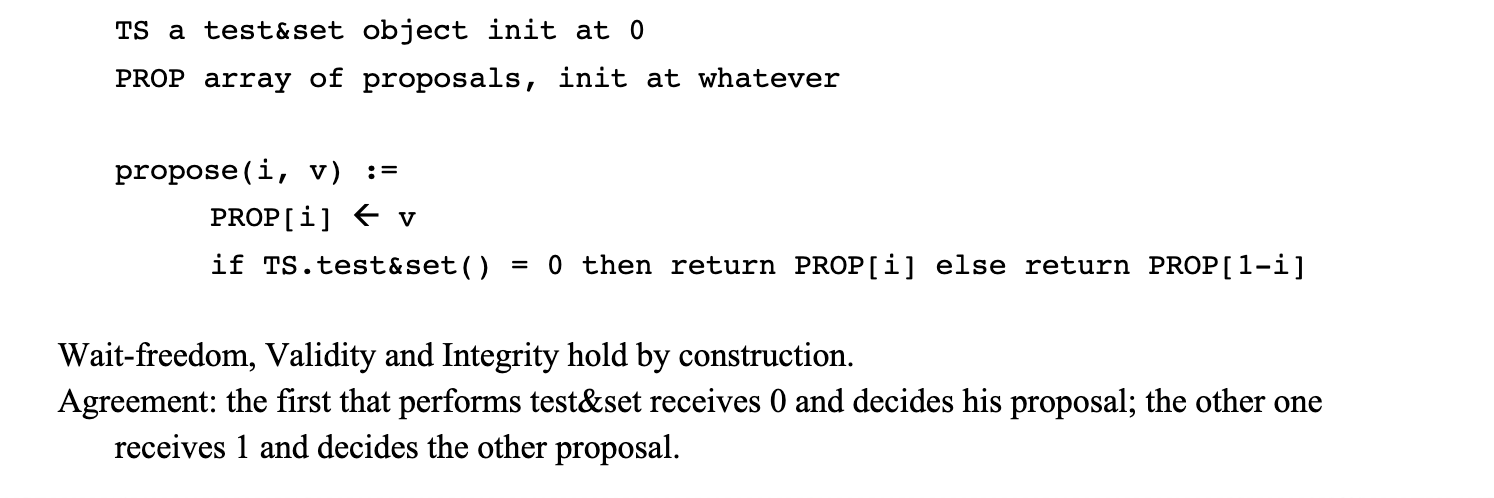 TS a test&set object init at 0
PROP array of proposals, init at whatever
propose(i, v) :=
PROP[i] ← v
if TS.test&set() = 0 then return PROP[i] else return PROP[1-i]
Wait-freedom, Validity and Integrity hold by construction.
Agreement: the first that performs test&set receives 0 and decides his proposal; the other one
receives 1 and decides the other proposal.